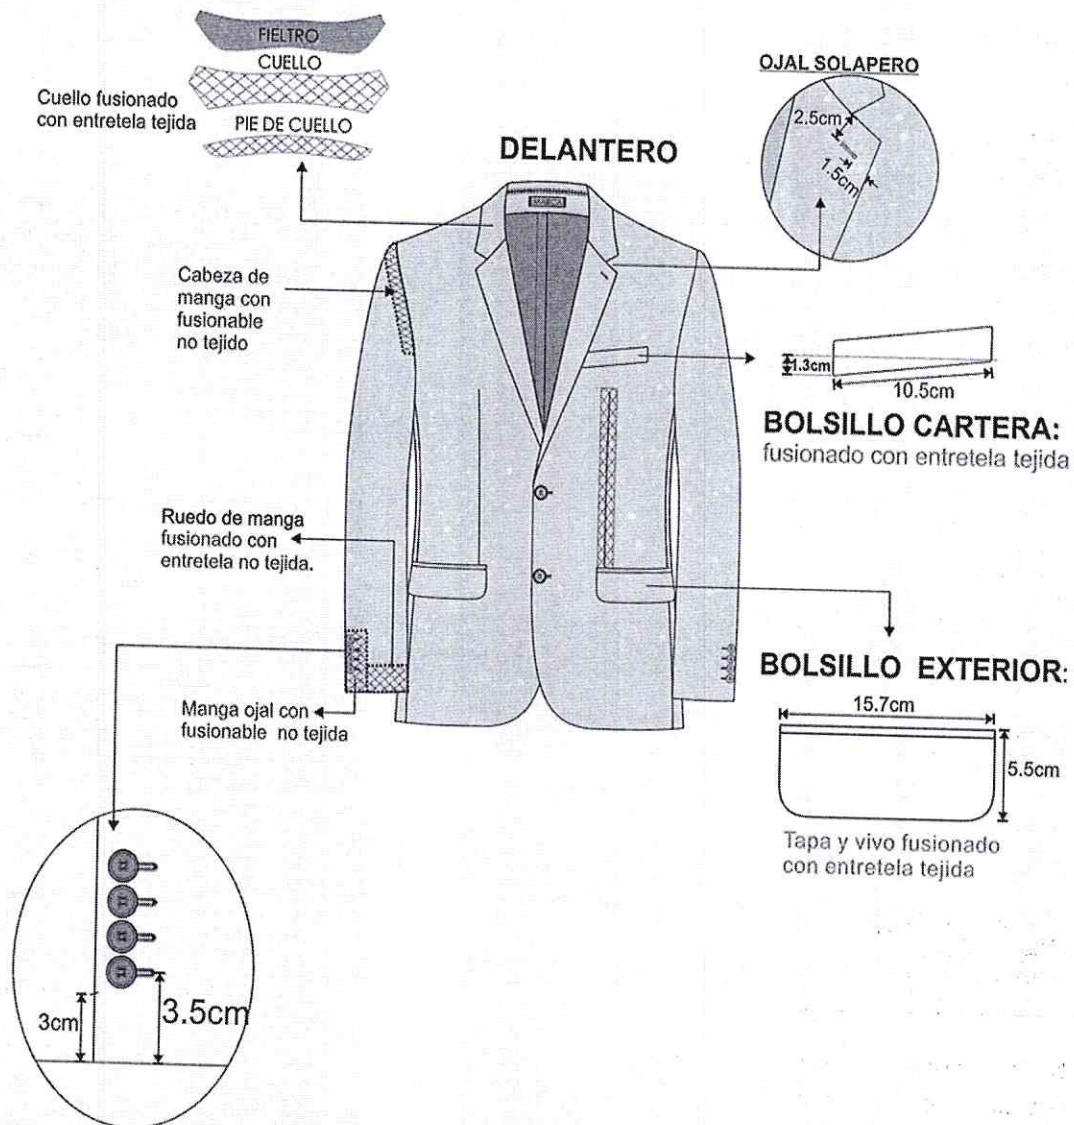 FIELTRO
CUELLO
Cuello fusionado
con entretela tejida
PIE DE CUELLO
OJAL SOLAPERO
2.5cm
1.5cm
DELANTERO
Cabeza de
manga con
fusionable
no tejido
1.3cm
10.5cm
BOLSILLO CARTERA:
fusionado con entretela tejida
Ruedo de manga
fusionado con
entretela no tejida.
BOLSILLO EXTERIOR:
15.7cm
5.5cm
Manga ojal con
fusionable no tejida
Tapa y vivo fusionado
con entretela tejida
3cm
3.5cm